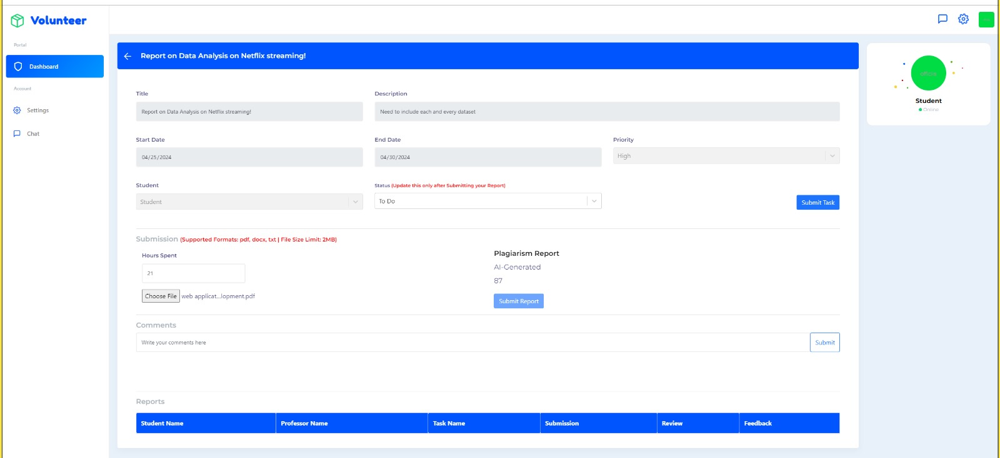 Volunteer
Portal
Dashboard
Account
Settings
Chat
Report on Data Analysis on Netflix streaming!
Title
Report on Data Analysis on Netflix streaming!
Description
Need to include each and every dataset
Start Date
04/25/2024
End Date
04/30/2024
Priority
High
Student
Student
Status (Update this only after Submitting your Report)
To Do
Submit Task
Submission (Supported Formats: pdf, docx, txt | File Size Limit: 2MB)
Hours Spent
21
Choose File web applicat...lopment.pdf
Plagiarism Report
AI-Generated
87
Submit Report
Comments
Write your comments here
Submit
Reports
Student Name Professor Name Task Name Submission Review Feedback
Student
Online